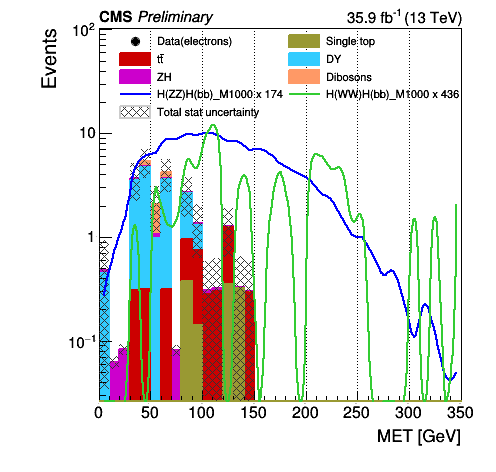 CMS Preliminary 35.9 fb⁻¹ (13 TeV)
Events
10²
Data(electrons) Single top
tt̄ DY
ZH Dibosons
H(ZZ)H(bb)_M1000 x 174 H(WW)H(bb)_M1000 x 436
Total stat uncertainty
10
1
10⁻¹
0 50 100 150 200 250 300 350
MET [GeV]